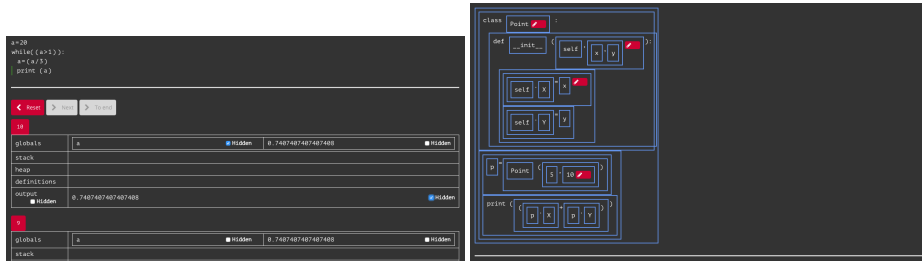 a=20
while((a>1)):
a=(a/3)
print (a)
Reset Next To end
10
globals a Hidden 0.7407407407407408 Hidden
stack
heap
definitions
output Hidden 0.7407407407407408 Hidden
9
globals a Hidden 0.7407407407407408 Hidden
stack
class Point :
def __init__ ( self , x , y ):
self . X = x
self . Y = y
p = Point ( 5 , 10 )
print ( ( p . X * p . Y ) )